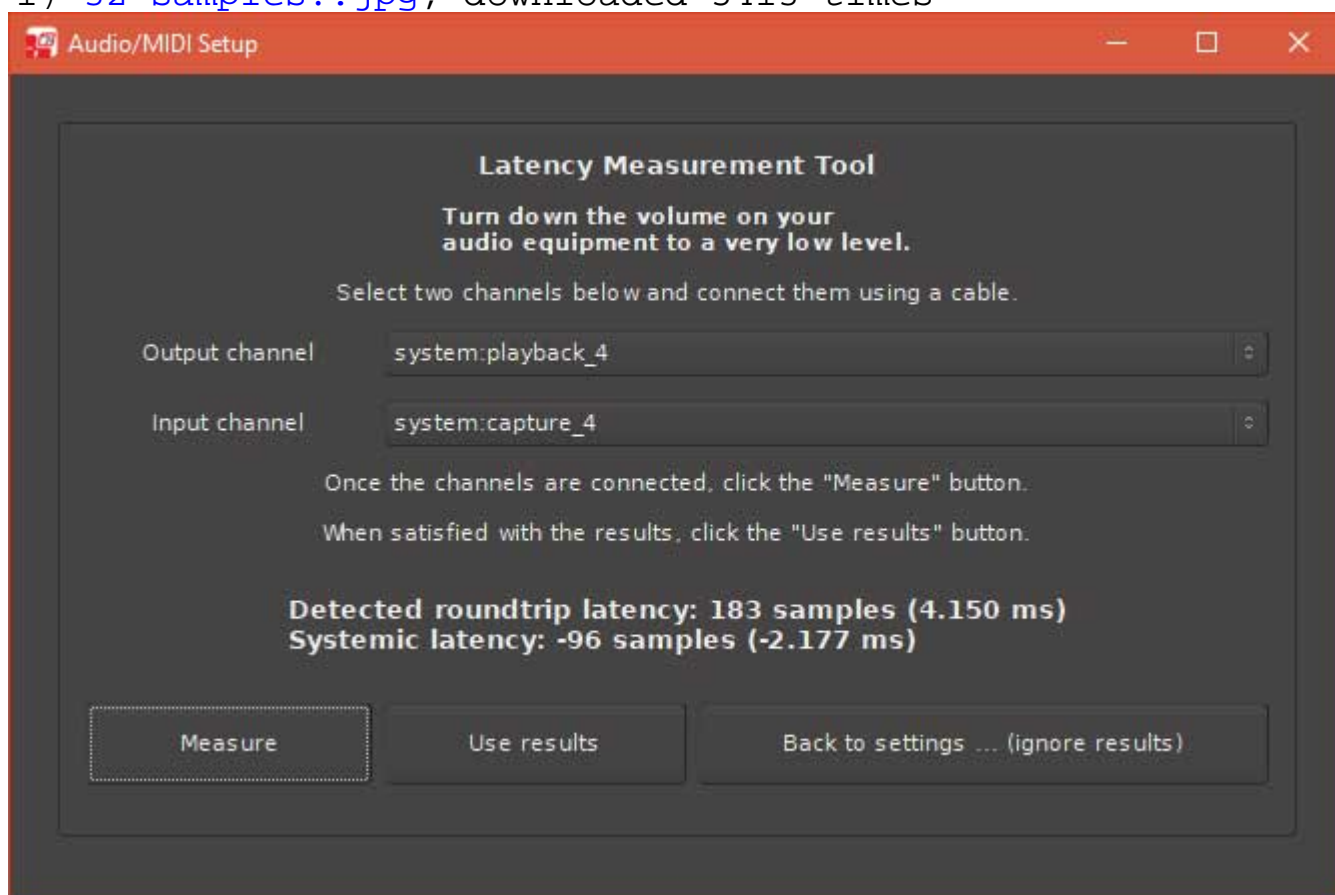 Audio/MIDI Setup
Latency Measurement Tool
Turn down the volume on your
audio equipment to a very low level.
Select two channels below and connect them using a cable.
Output channel system:playback_4
Input channel system:capture_4
Once the channels are connected, click the "Measure" button.
When satisfied with the results, click the "Use results" button.
Detected roundtrip latency: 183 samples (4.150 ms)
Systemic latency: -96 samples (-2.177 ms)
Measure Use results Back to settings ... (ignore results)